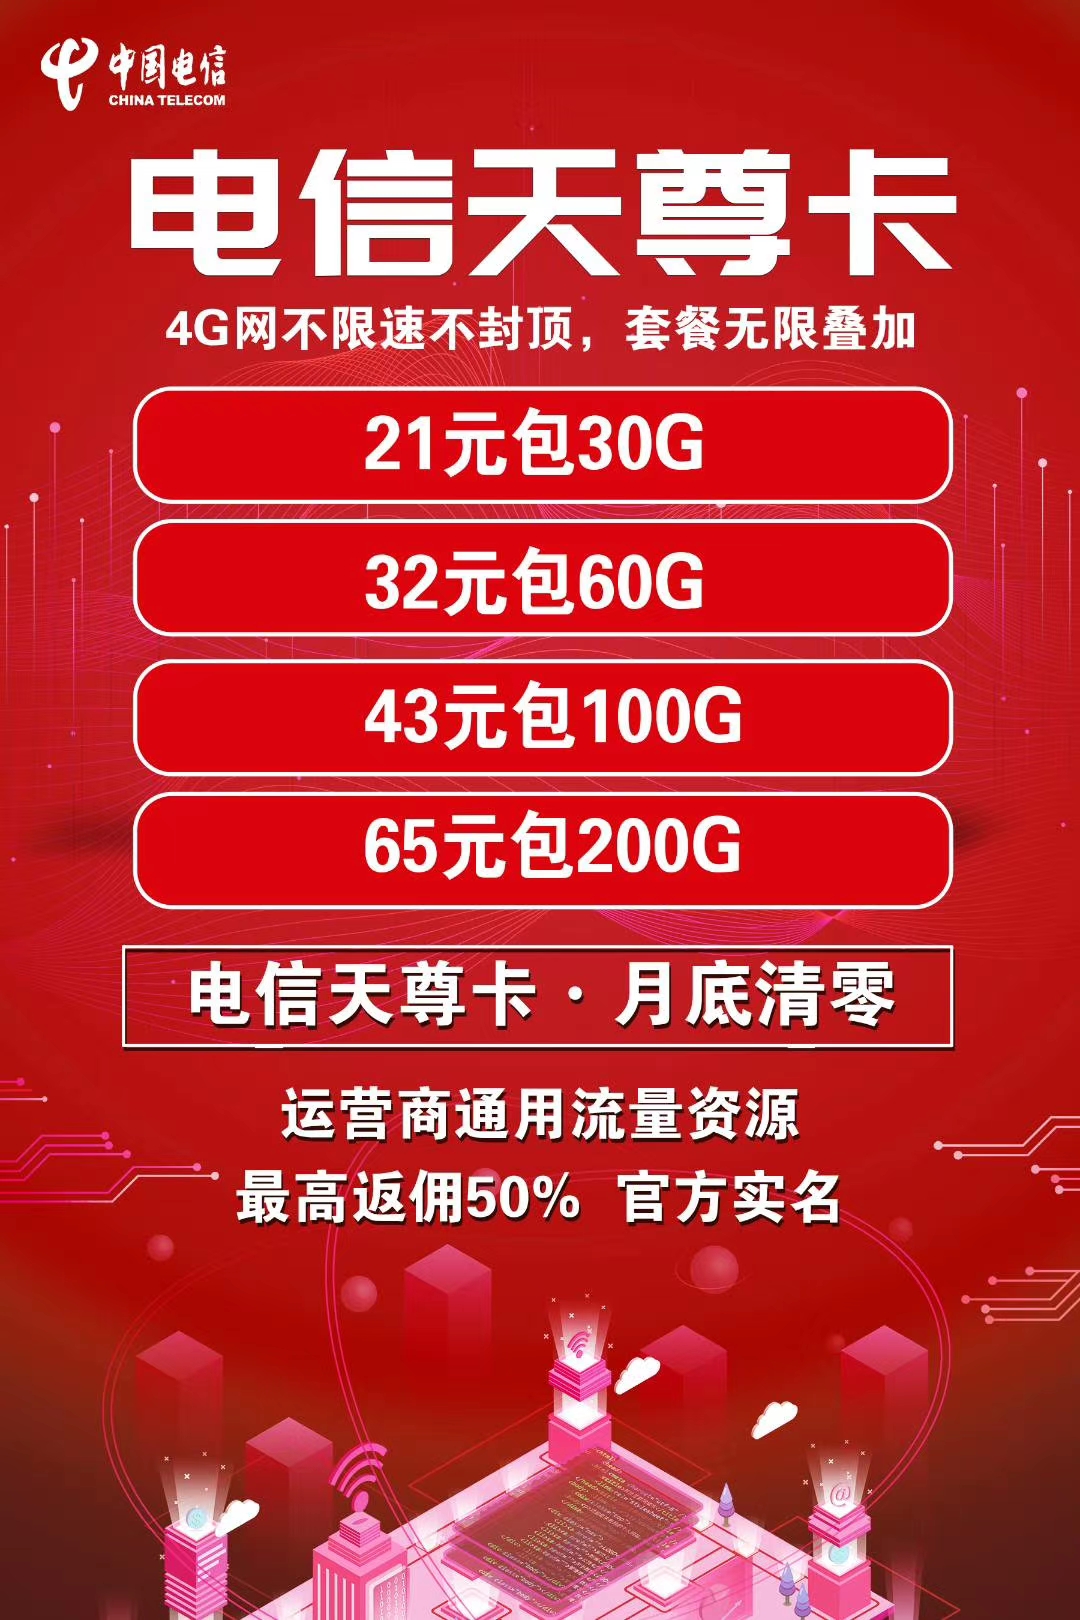 中国电信
CHINA TELECOM
电信天尊卡
4G网不限速不封顶，套餐无限叠加
21元包30G
32元包60G
43元包100G
65元包200G
电信天尊卡·月底清零
运营商通用流量资源
最高返佣50% 官方实名